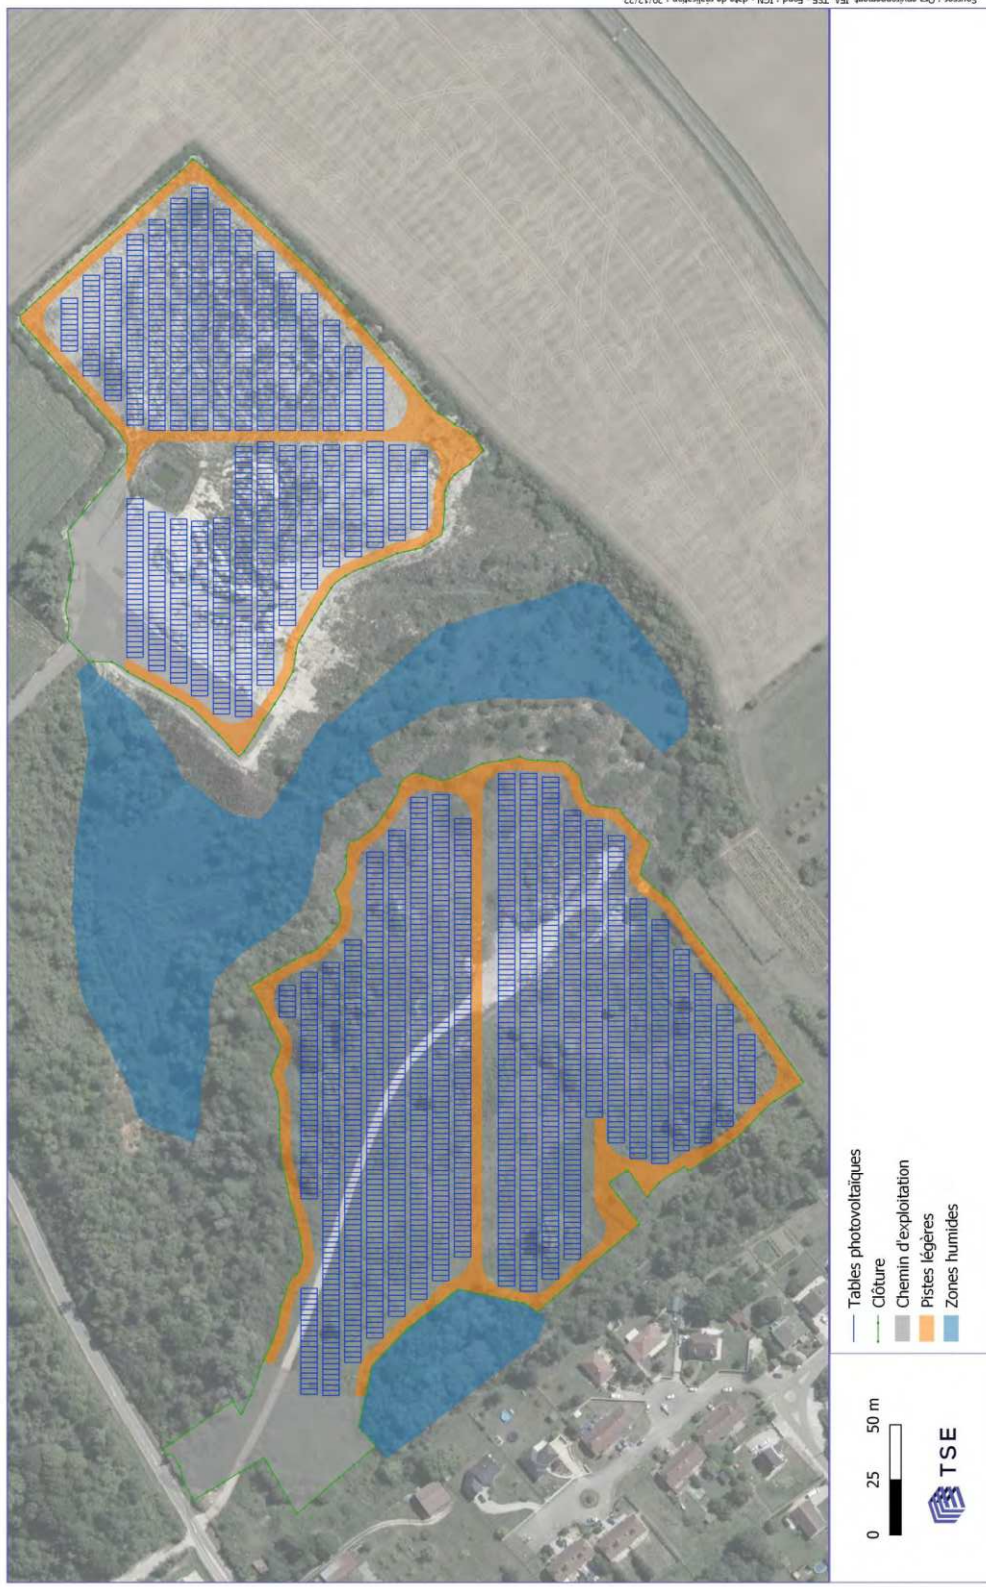 Tables photovoltaïques
Clôture
Chemin d'exploitation
Pistes légères
Zones humides
0 25 50 m
TSE